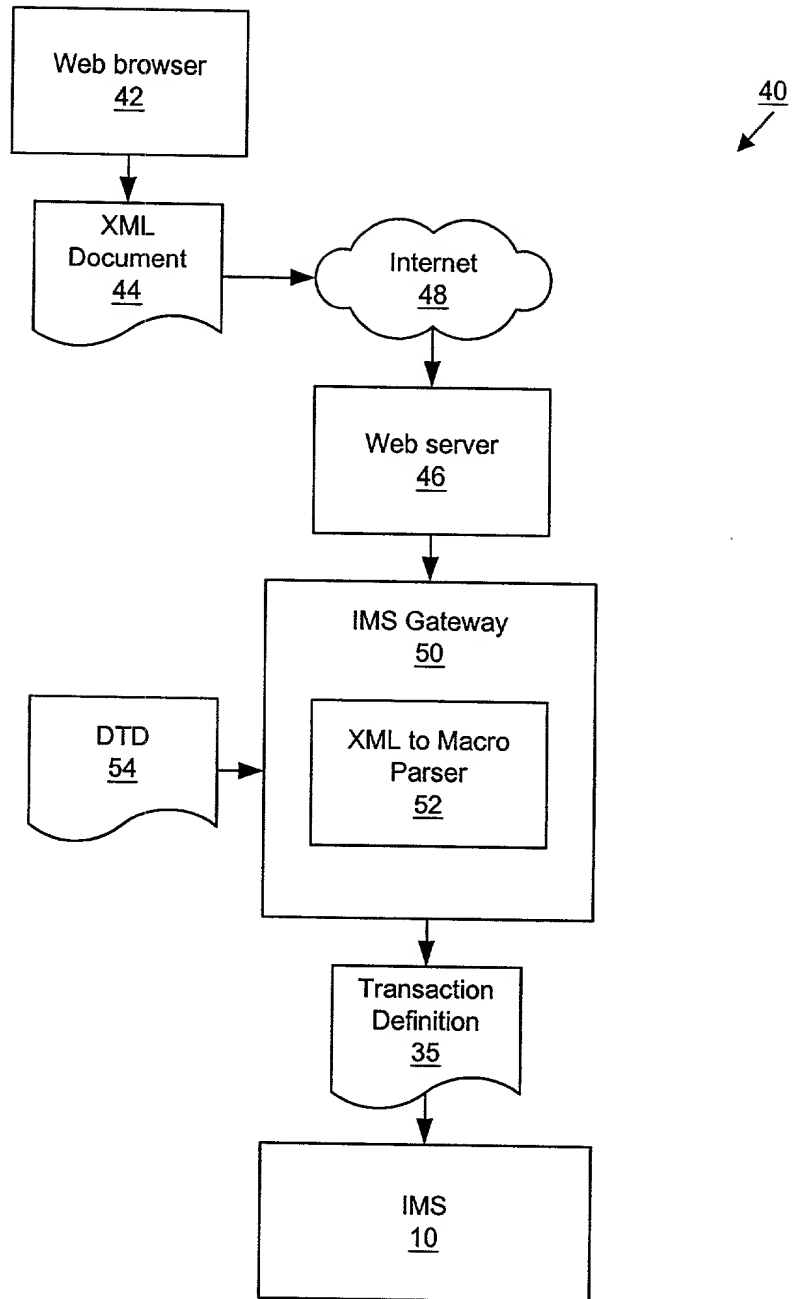 Web browser
42
40
XML
Document
44
Internet
48
Web server
46
IMS Gateway
50
DTD
54
XML to Macro
Parser
52
Transaction
Definition
35
IMS
10